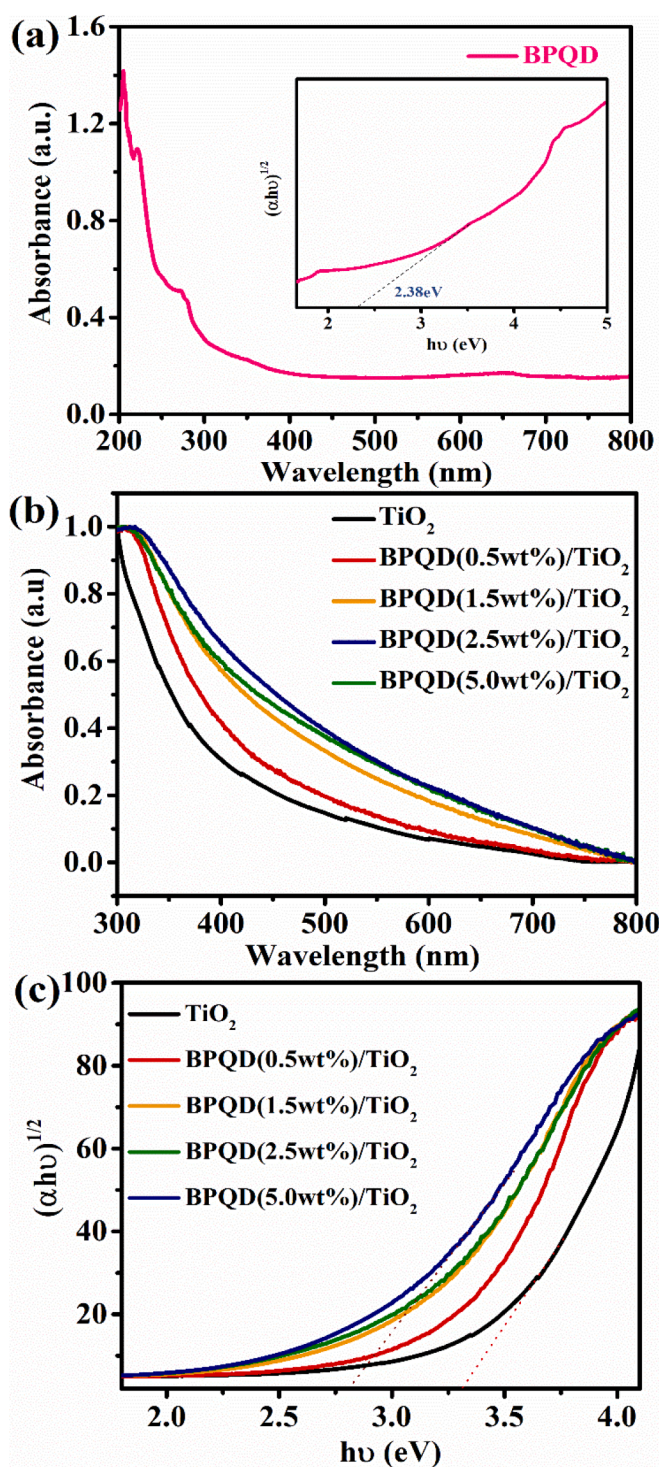 (a)
1.6
1.2
0.8
0.4
0.0
Absorbance (a.u.)
BPQD
(αhυ)1/2
2.38eV
2 3 4 5
hυ (eV)
200 300 400 500 600 700 800
Wavelength (nm)
(b)
1.0
0.8
0.6
0.4
0.2
0.0
Absorbance (a.u)
TiO2
BPQD(0.5wt%)/TiO2
BPQD(1.5wt%)/TiO2
BPQD(2.5wt%)/TiO2
BPQD(5.0wt%)/TiO2
300 400 500 600 700 800
Wavelength (nm)
(c)
100
80
60
40
20
(αhυ)1/2
TiO2
BPQD(0.5wt%)/TiO2
BPQD(1.5wt%)/TiO2
BPQD(2.5wt%)/TiO2
BPQD(5.0wt%)/TiO2
2.0 2.5 3.0 3.5 4.0
hυ (eV)